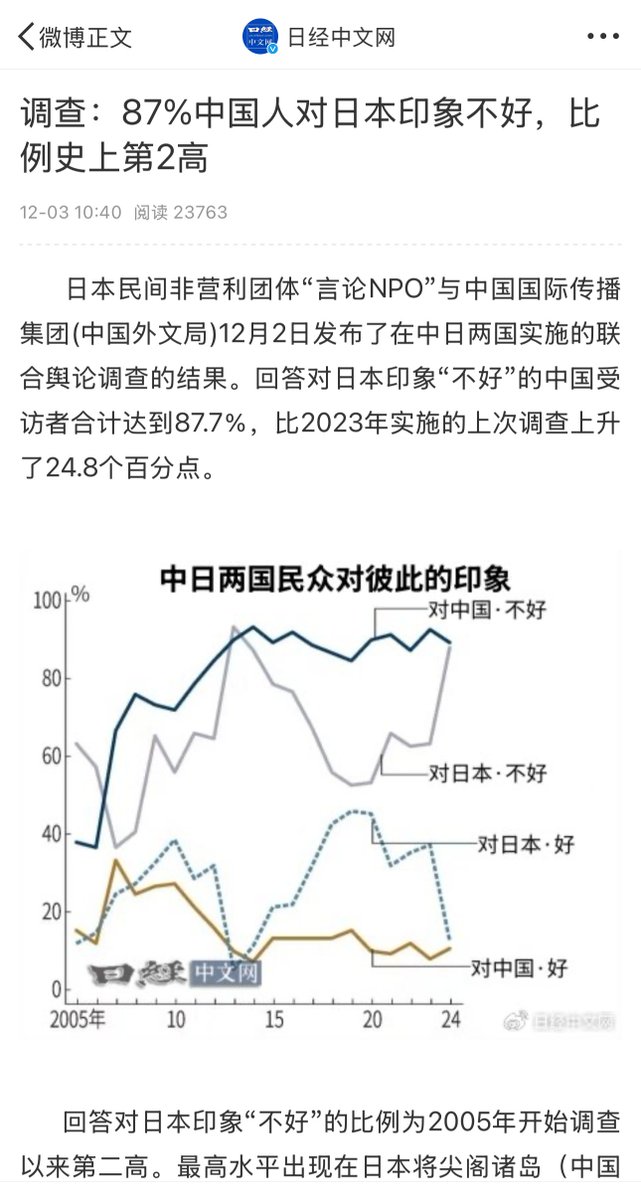 微博正文
日经中文网
调查：87%中国人对日本印象不好，比
例史上第2高
12-03 10:40 阅读 23763
日本民间非营利团体“言论NPO”与中国国际传播
集团(中国外文局)12月2日发布了在中日两国实施的联
合舆论调查的结果。回答对日本印象“不好”的中国受
访者合计达到87.7%，比2023年实施的上次调查上升
了24.8个百分点。
中日两国民众对彼此的印象
100 %
对中国·不好
80
60
对日本·不好
40
对日本·好
20
日经 中文网
对中国·好
0
2005年 10 15 20 24
日经中文网
回答对日本印象“不好”的比例为2005年开始调查
以来第二高。最高水平出现在日本将尖阁诸岛（中国